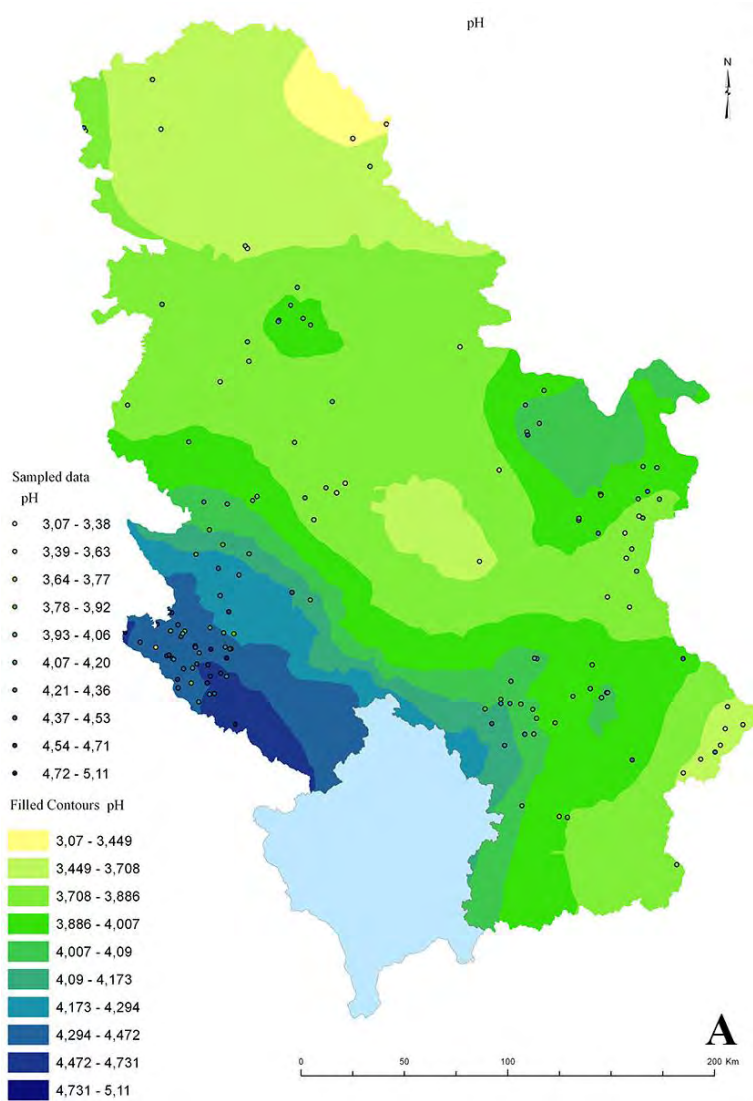 pH
N
Sampled data
pH
3,07 - 3,38
3,39 - 3,63
3,64 - 3,77
3,78 - 3,92
3,93 - 4,06
4,07 - 4,20
4,21 - 4,36
4,37 - 4,53
4,54 - 4,71
4,72 - 5,11
Filled Contours pH
3,07 - 3,449
3,449 - 3,708
3,708 - 3,886
3,886 - 4,007
4,007 - 4,09
4,09 - 4,173
4,173 - 4,294
4,294 - 4,472
4,472 - 4,731
4,731 - 5,11
A
0 50 100 200 Km